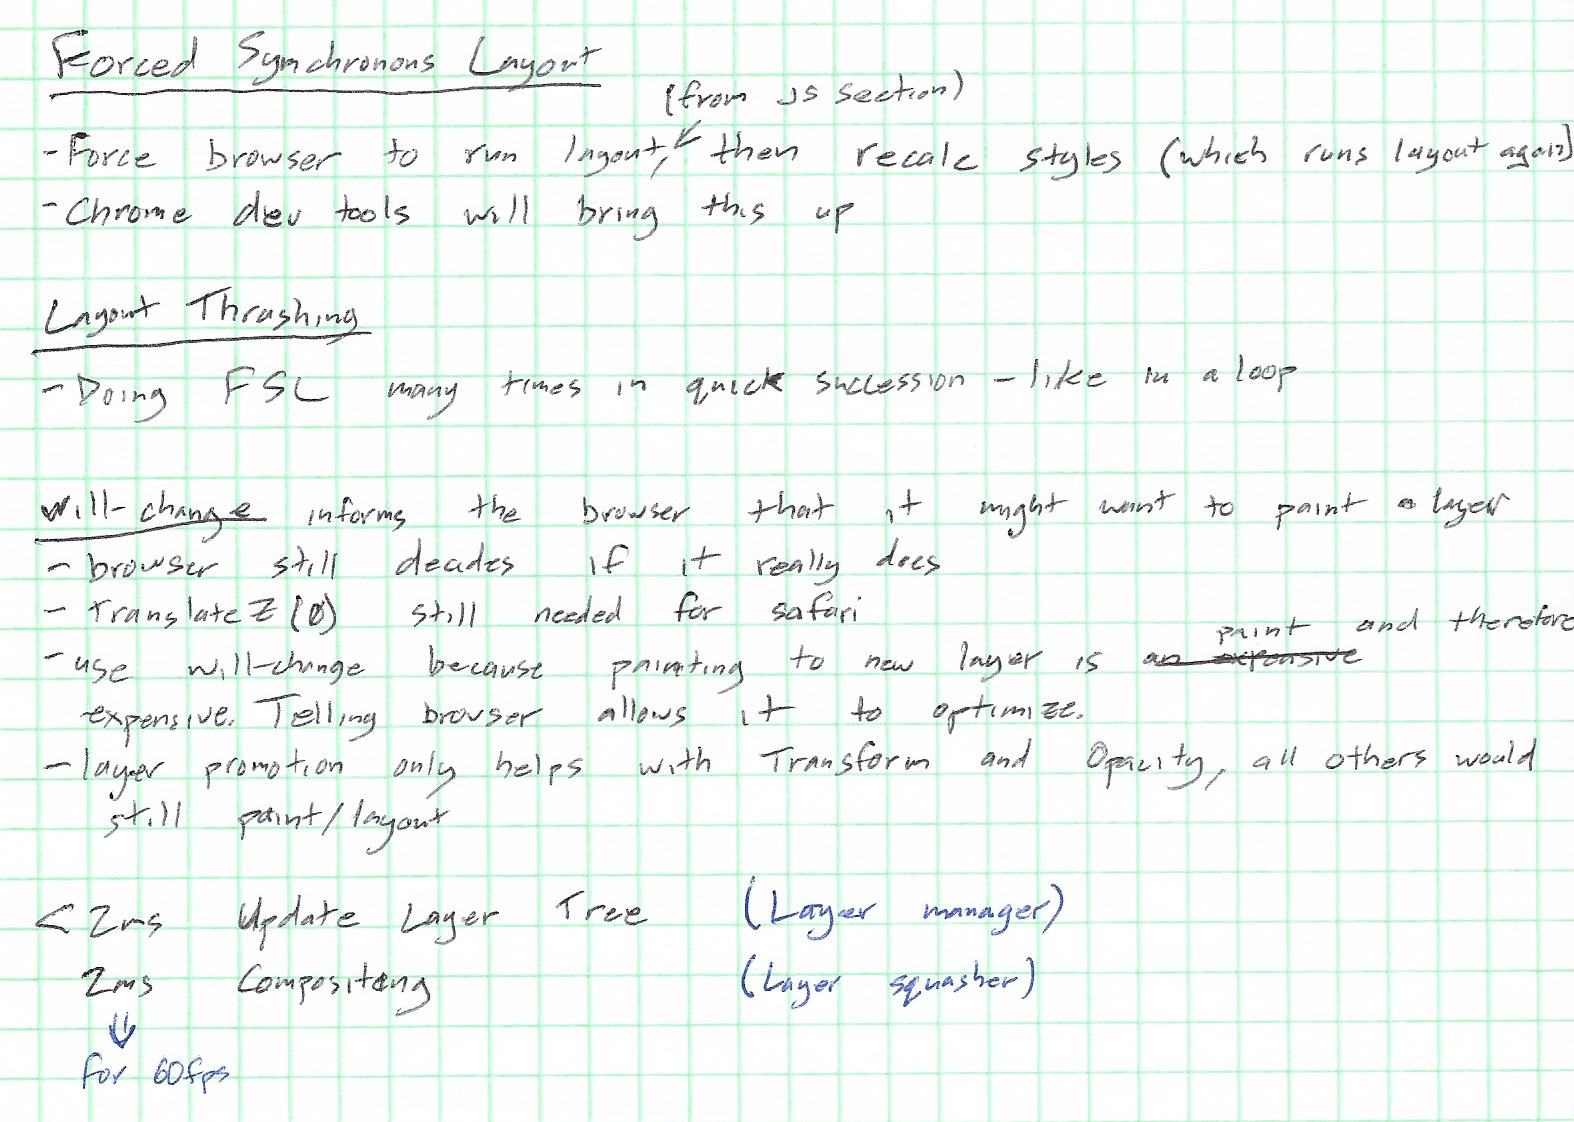 Forced Synchronous Layout
(from JS section)
- Force browser to run layout, then recalc styles (which runs layout again)
- Chrome dev tools will bring this up
Layout Thrashing
- Doing FSL many times in quick succession - like in a loop
will-change informs the browser that it might want to paint a layer
- browser still decides if it really does
- translateZ(0) still needed for safari
paint and therefore
- use will-change because painting to new layer is an expensive
expensive. Telling browser allows it to optimize.
- layer promotion only helps with Transform and Opacity, all others would
still paint/layout
< 2ms Update Layer Tree (Layer manager)
2ms Compositing (Layer squasher)
⇓
for 60fps